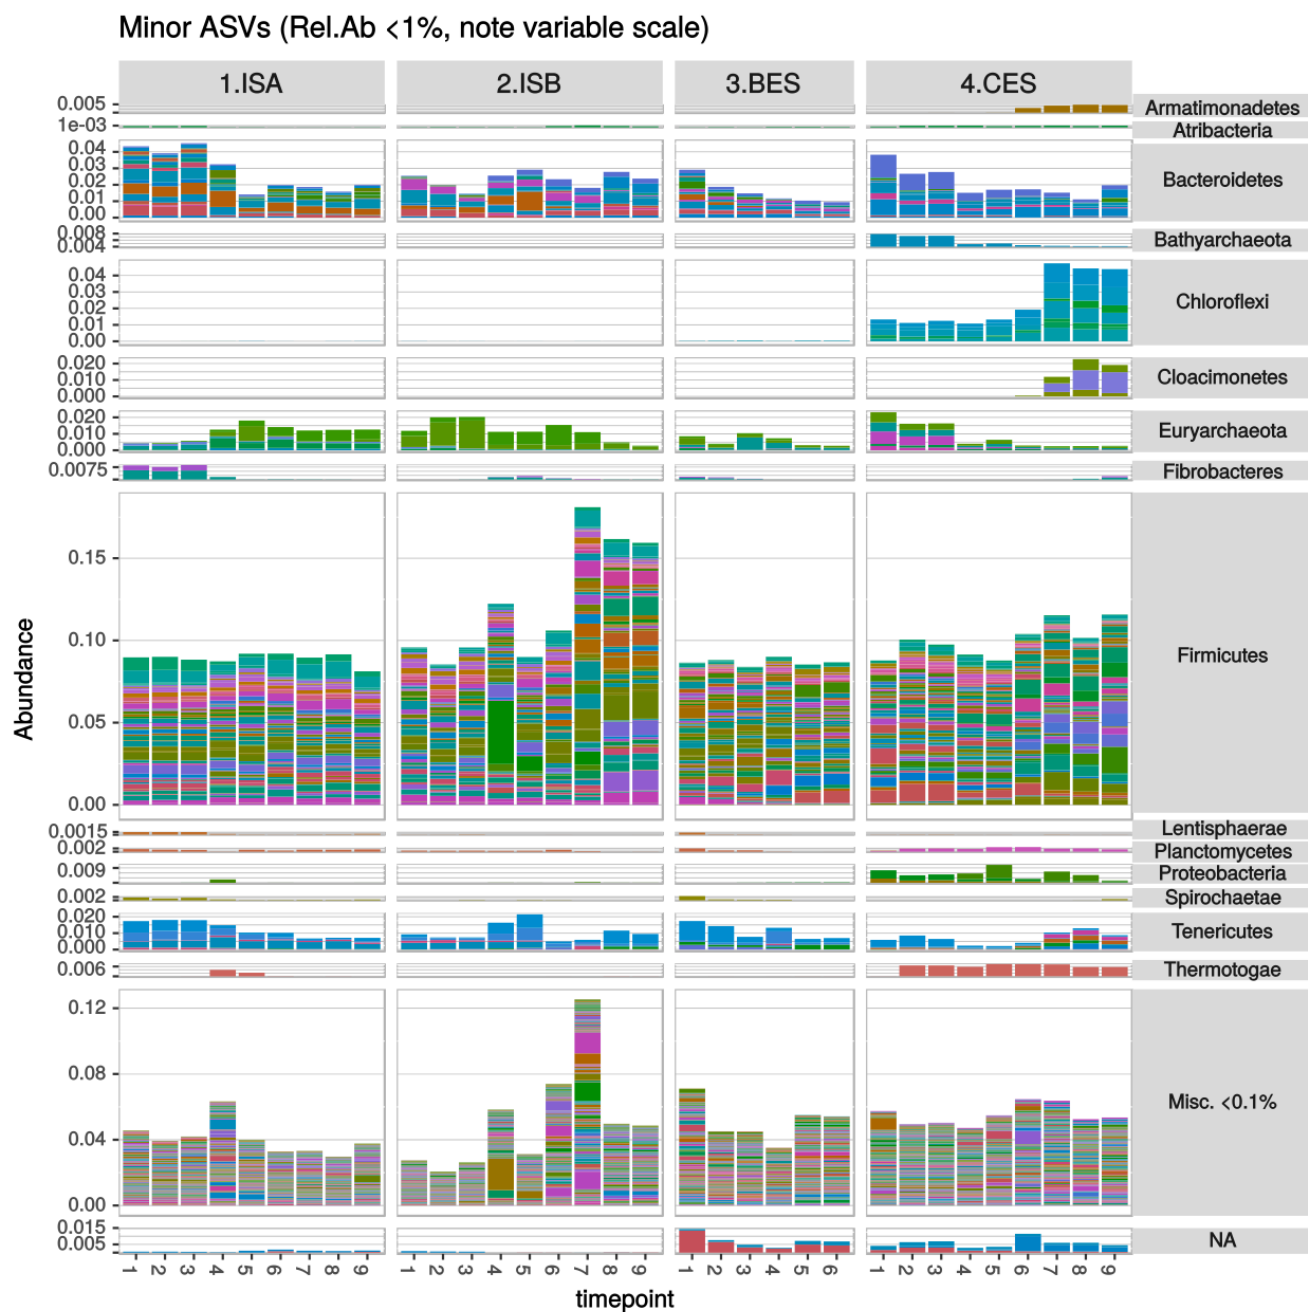 Minor ASVs (Rel.Ab <1%, note variable scale)
1.ISA 2.ISB 3.BES 4.CES
0.005 Armatimonadetes
1e-03 Atribacteria
0.04
0.03
0.02 Bacteroidetes
0.01
0.00
0.008 Bathyarchaeota
0.004
0.04
0.03 Chloroflexi
0.02
0.01
0.00
0.020
0.010 Cloacimonetes
0.000
0.020
0.010 Euryarchaeota
0.000
0.0075 Fibrobacteres
0.15
0.10 Firmicutes
0.05
0.00
Abundance
0.0015 Lentisphaerae
0.002 Planctomycetes
0.009 Proteobacteria
0.002 Spirochaetae
0.020
0.010 Tenericutes
0.000
0.006 Thermotogae
0.12
0.08
0.04 Misc. <0.1%
0.00
0.015
0.005 NA
1 2 3 4 5 6 7 8 9 1 2 3 4 5 6 7 8 9 1 2 3 4 5 6 1 2 3 4 5 6 7 8 9
timepoint